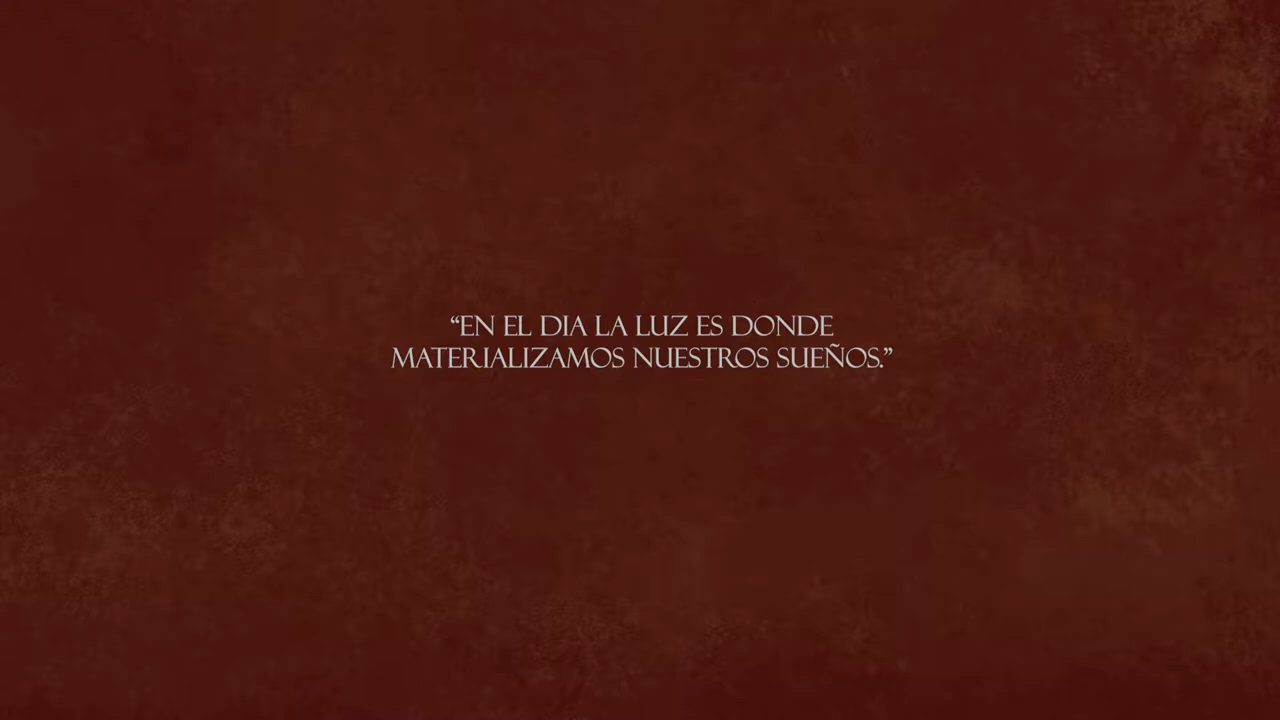 “EN EL DIA LA LUZ ES DONDE
MATERIALIZAMOS NUESTROS SUEÑOS.”